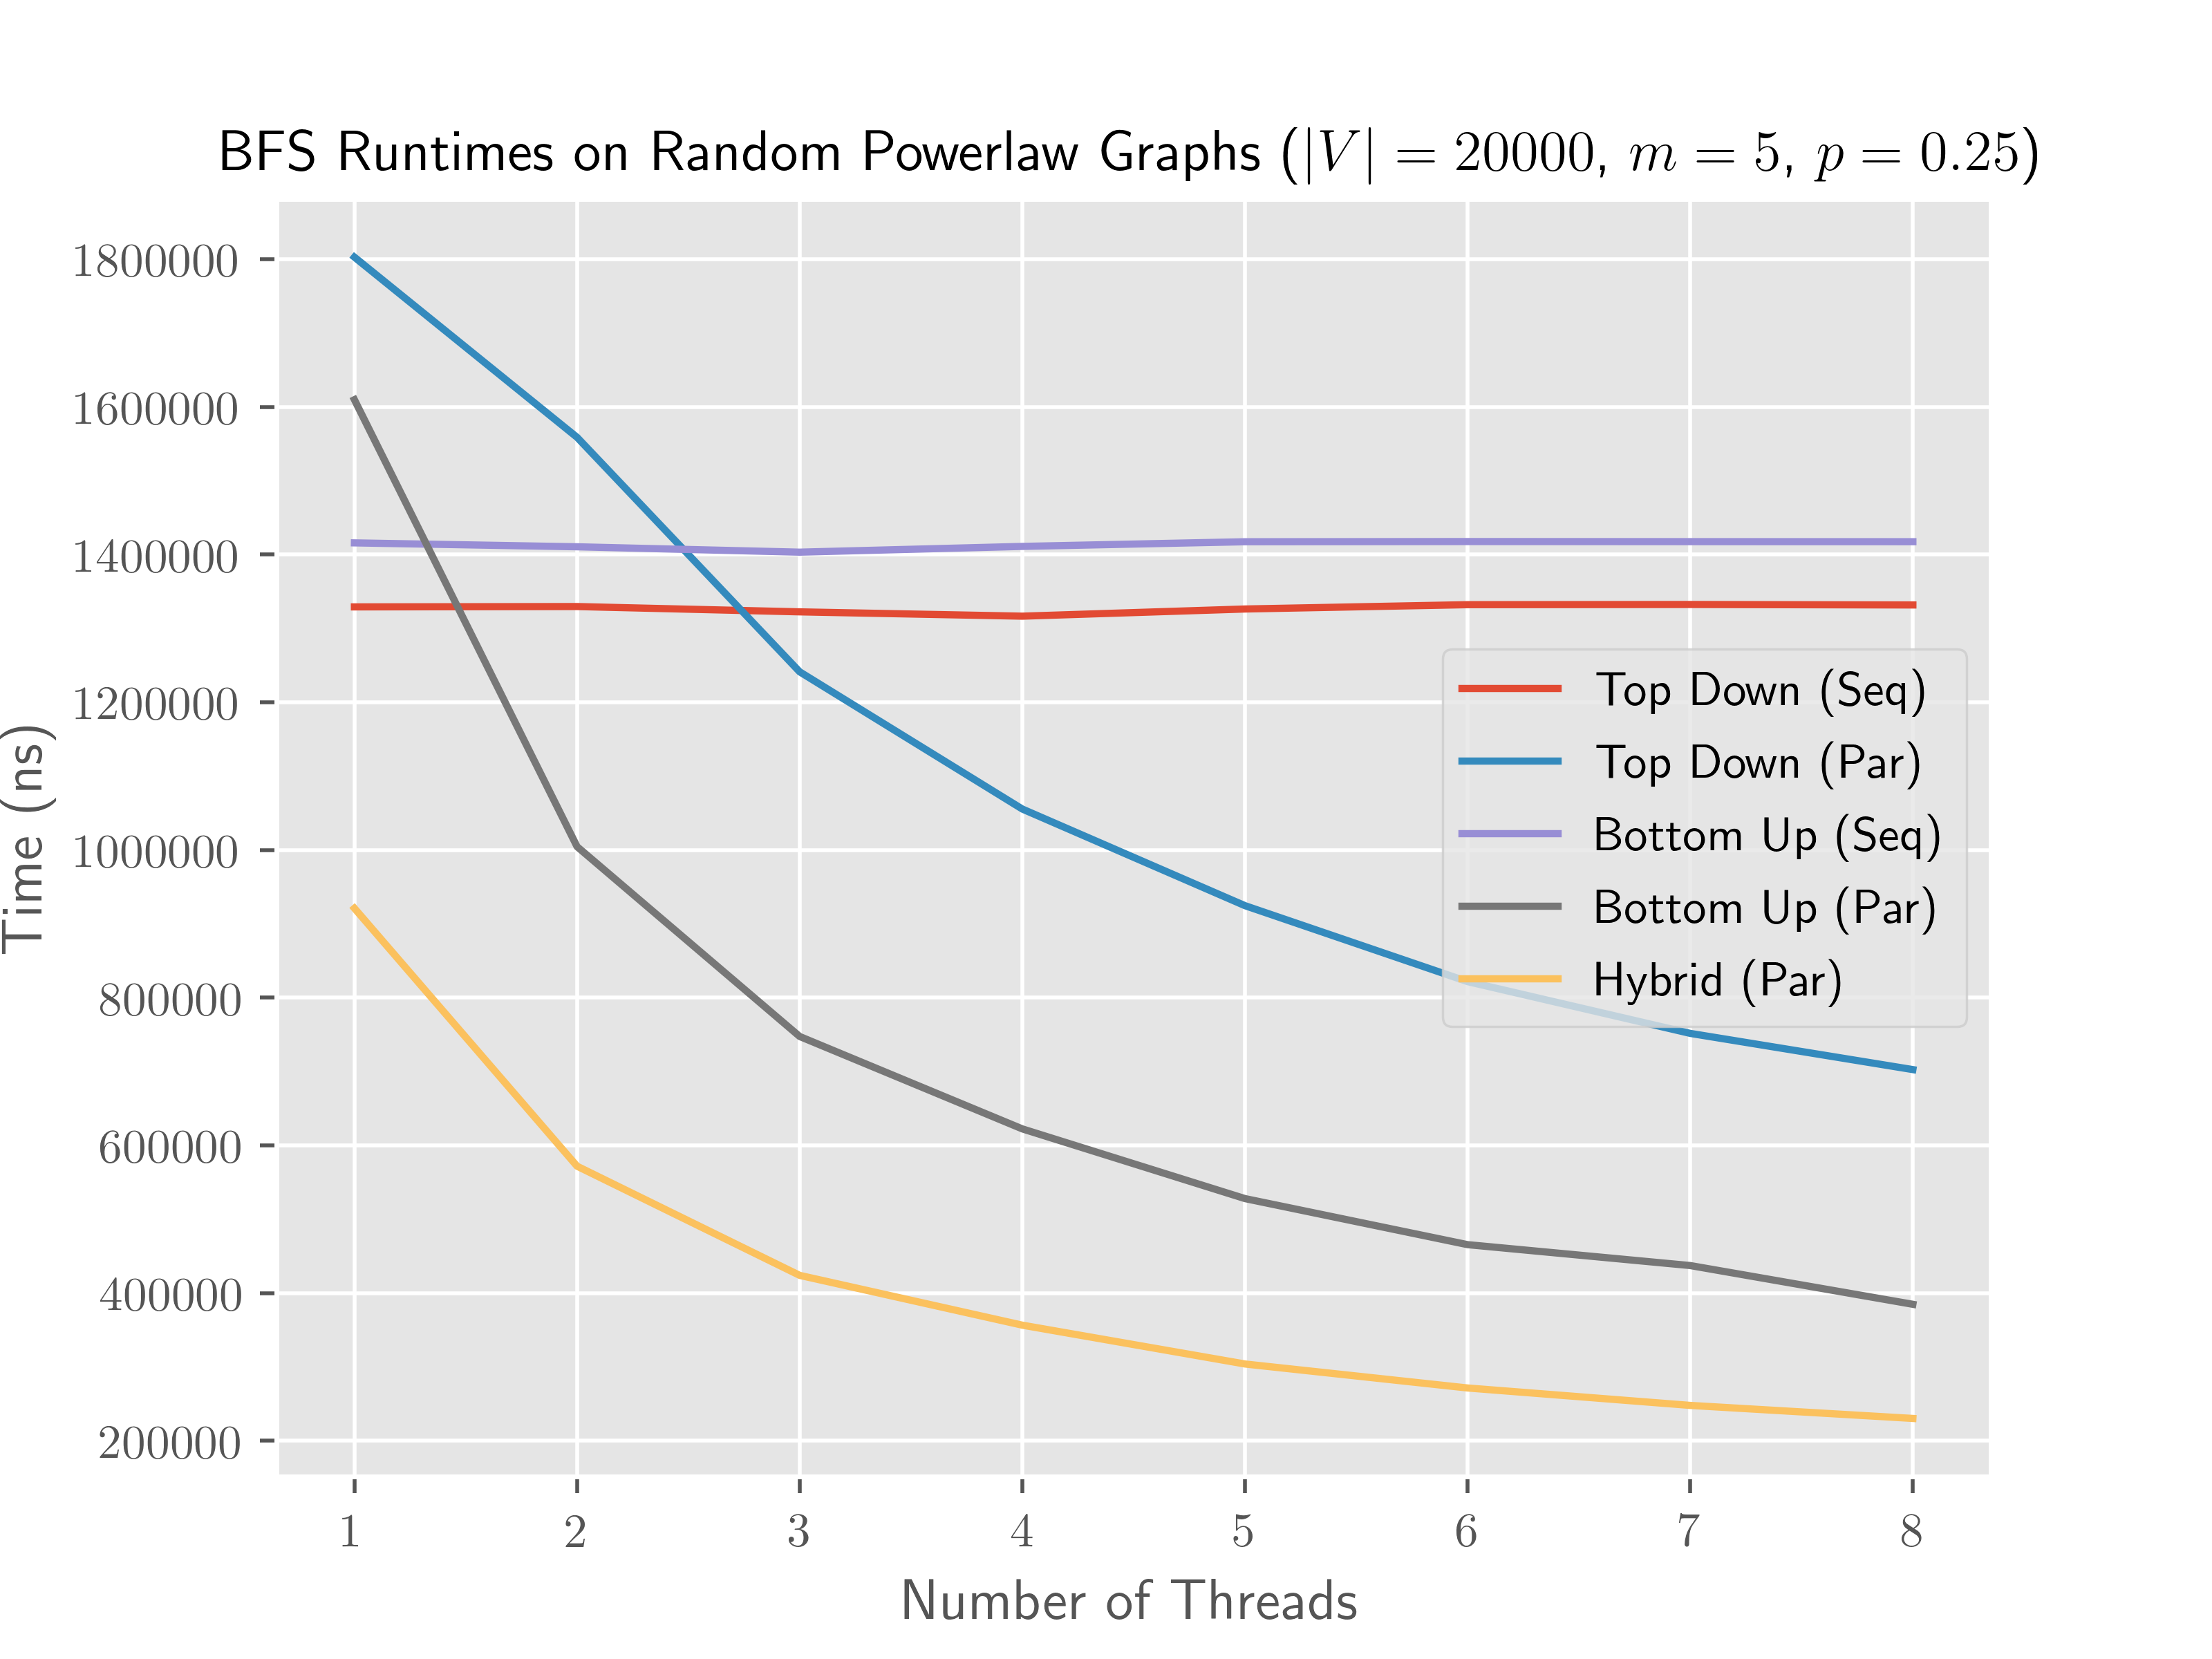 BFS Runtimes on Random Powerlaw Graphs (|V| = 20000, m = 5, p = 0.25)
1800000
1600000
1400000
1200000
1000000
800000
600000
400000
200000
Time (ns)
Top Down (Seq)
Top Down (Par)
Bottom Up (Seq)
Bottom Up (Par)
Hybrid (Par)
1 2 3 4 5 6 7 8
Number of Threads